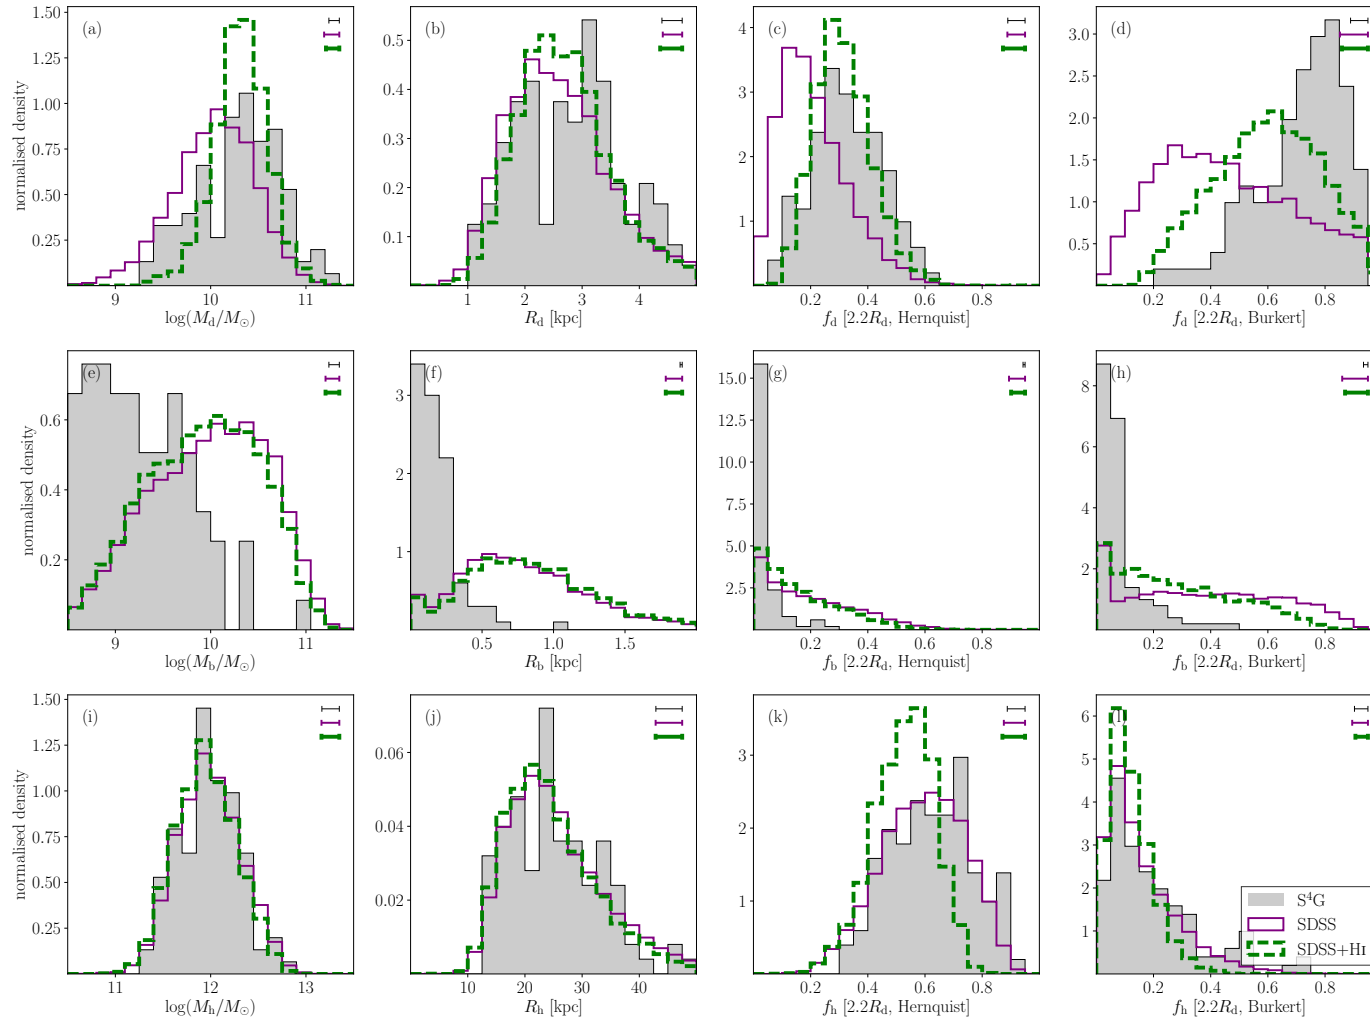 normalised density
1.50
1.25
1.00
0.75
0.50
0.25
(a)
9 10 11
log(M_d/M_⊙)
0.5
0.4
0.3
0.2
0.1
(b)
1 2 3 4
R_d [kpc]
4
3
2
1
(c)
0.2 0.4 0.6 0.8
f_d [2.2R_d, Hernquist]
3.0
2.5
2.0
1.5
1.0
0.5
(d)
0.2 0.4 0.6 0.8
f_d [2.2R_d, Burkert]
normalised density
0.6
0.4
0.2
(e)
9 10 11
log(M_b/M_⊙)
3
2
1
(f)
0.5 1.0 1.5
R_b [kpc]
15.0
12.5
10.0
7.5
5.0
2.5
(g)
0.2 0.4 0.6 0.8
f_b [2.2R_d, Hernquist]
8
6
4
2
(h)
0.2 0.4 0.6 0.8
f_b [2.2R_d, Burkert]
normalised density
1.50
1.25
1.00
0.75
0.50
0.25
(i)
11 12 13
log(M_h/M_⊙)
0.06
0.04
0.02
0.00
(j)
10 20 30 40
R_h [kpc]
3
2
1
(k)
0.2 0.4 0.6 0.8
f_h [2.2R_d, Hernquist]
6
5
4
3
2
1
(l)
0.2 0.4 0.6 0.8
f_h [2.2R_d, Burkert]
S⁴G
SDSS
SDSS+HI